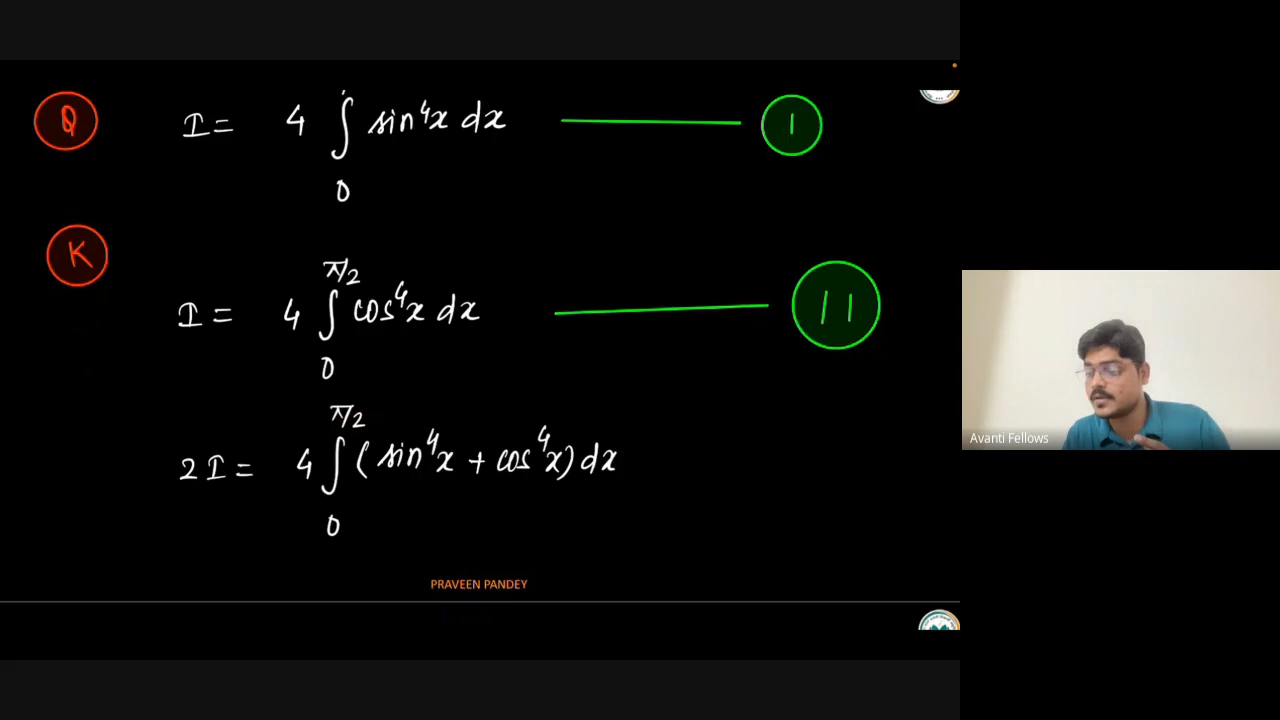 Q I = 4 ∫ sin⁴x dx I
0
K
π/2
I = 4 ∫ cos⁴x dx II
0
π/2
2I = 4 ∫ (sin⁴x + cos⁴x) dx
0
Avanti Fellows
PRAVEEN PANDEY